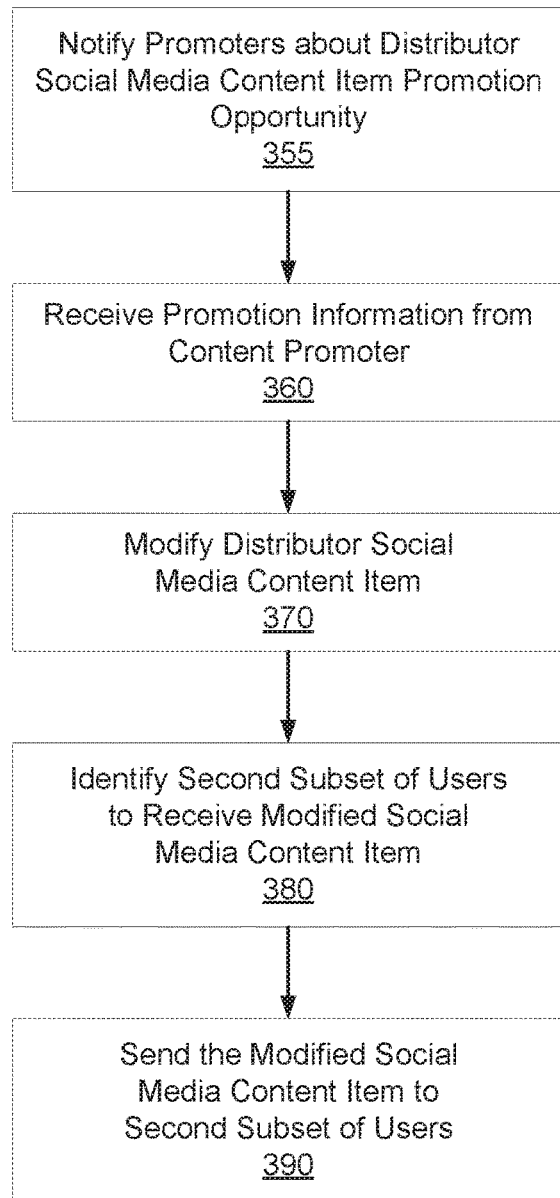 Notify Promoters about Distributor
Social Media Content Item Promotion
Opportunity
355
Receive Promotion Information from
Content Promoter
360
Modify Distributor Social
Media Content Item
370
Identify Second Subset of Users
to Receive Modified Social
Media Content Item
380
Send the Modified Social
Media Content Item to
Second Subset of Users
390